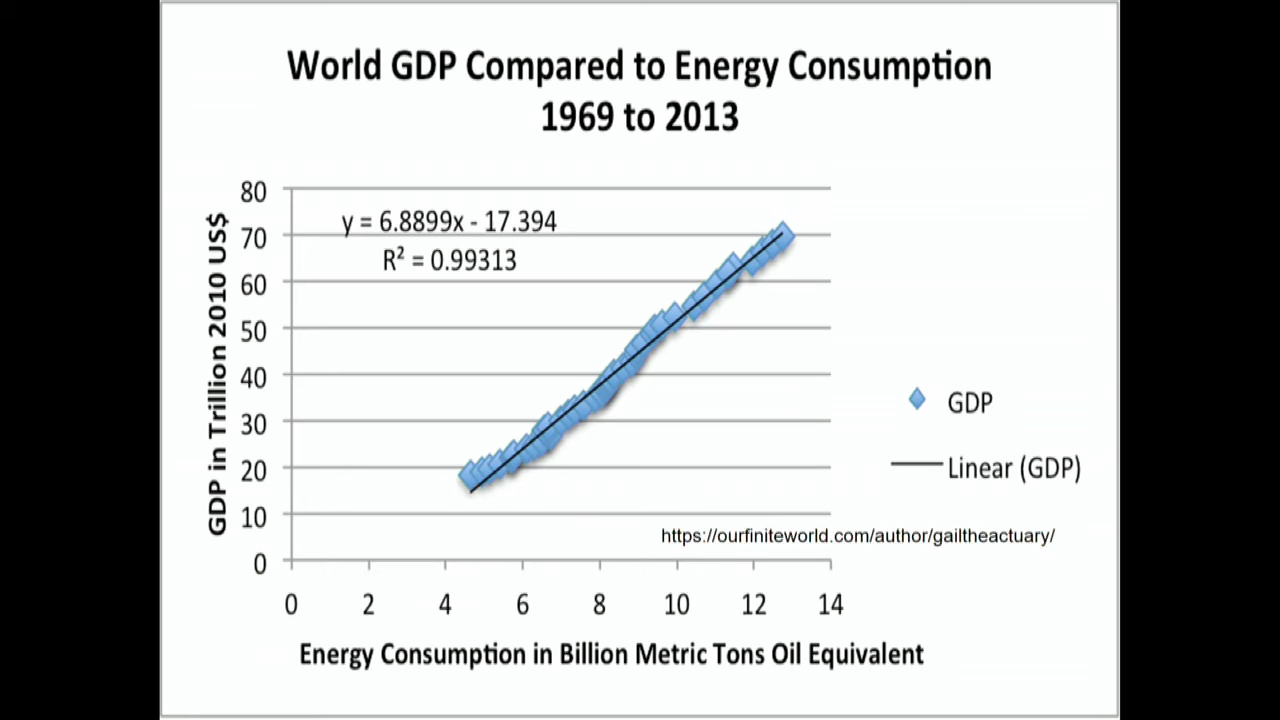 World GDP Compared to Energy Consumption
1969 to 2013
80
70
60
50
40
30
20
10
0
GDP in Trillion 2010 US$
y = 6.8899x - 17.394
R² = 0.99313
GDP
Linear (GDP)
https://ourfiniteworld.com/author/gailtheactuary/
0 2 4 6 8 10 12 14
Energy Consumption in Billion Metric Tons Oil Equivalent